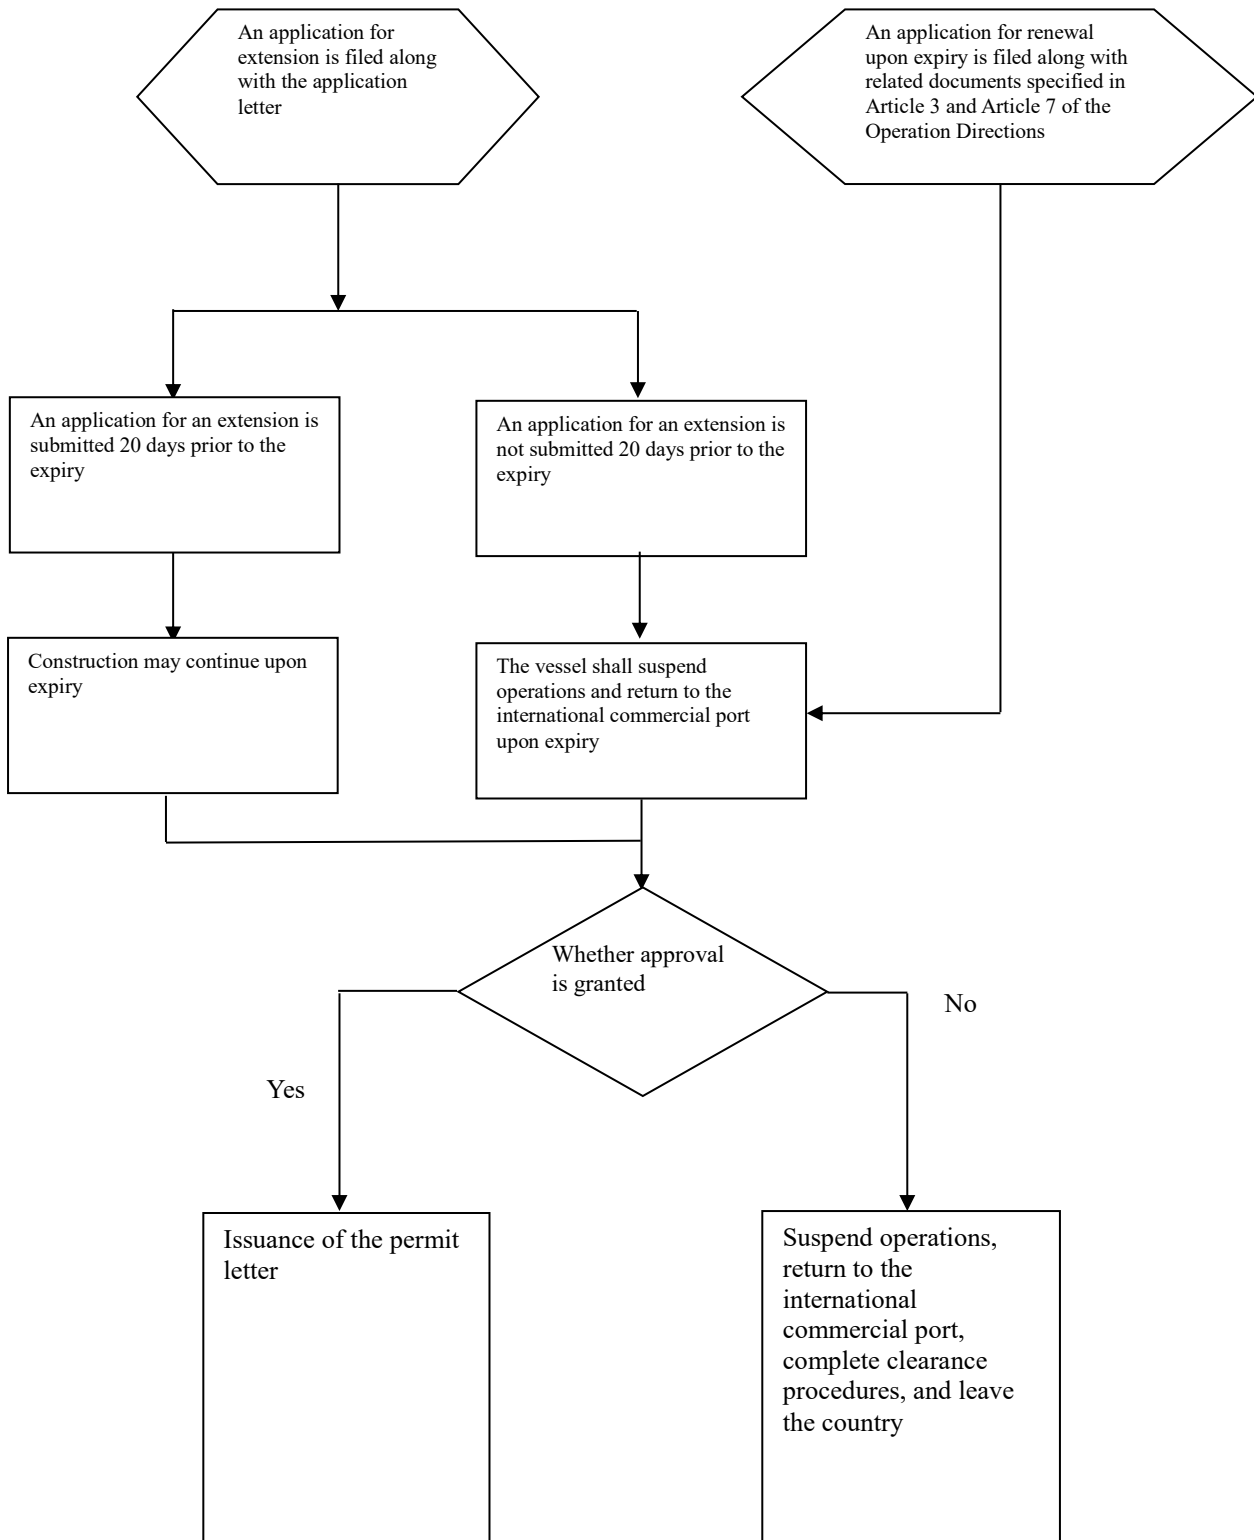 An application for
extension is filed along
with the application
letter
An application for renewal
upon expiry is filed along with
related documents specified in
Article 3 and Article 7 of the
Operation Directions
An application for an extension is
submitted 20 days prior to the
expiry
An application for an extension is
not submitted 20 days prior to the
expiry
Construction may continue upon
expiry
The vessel shall suspend
operations and return to the
international commercial port
upon expiry
Whether approval
is granted
No
Yes
Issuance of the permit
letter
Suspend operations,
return to the
international
commercial port,
complete clearance
procedures, and leave
the country